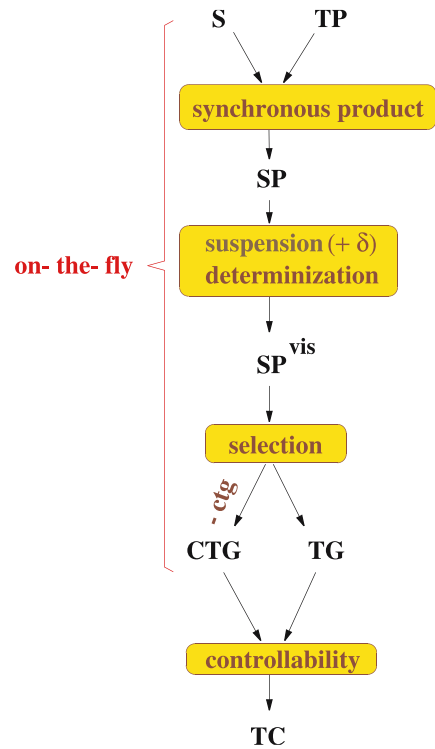 S TP
synchronous product
SP
suspension (+ δ)
determinization
on- the- fly
SP vis
selection
- ctg
CTG TG
controllability
TC